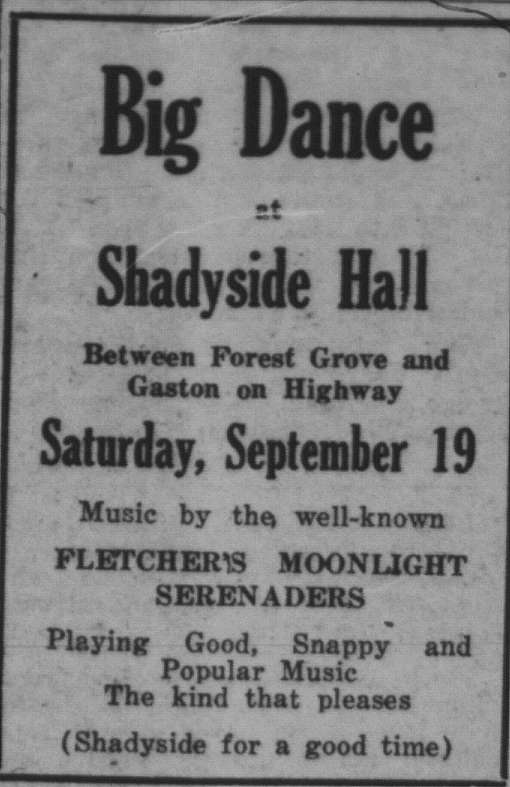 Big Dance
at
Shadyside Hall
Between Forest Grove and
Gaston on Highway
Saturday, September 19
Music by the well-known
FLETCHER'S MOONLIGHT
SERENADERS
Playing Good, Snappy and
Popular Music
The kind that pleases
(Shadyside for a good time)